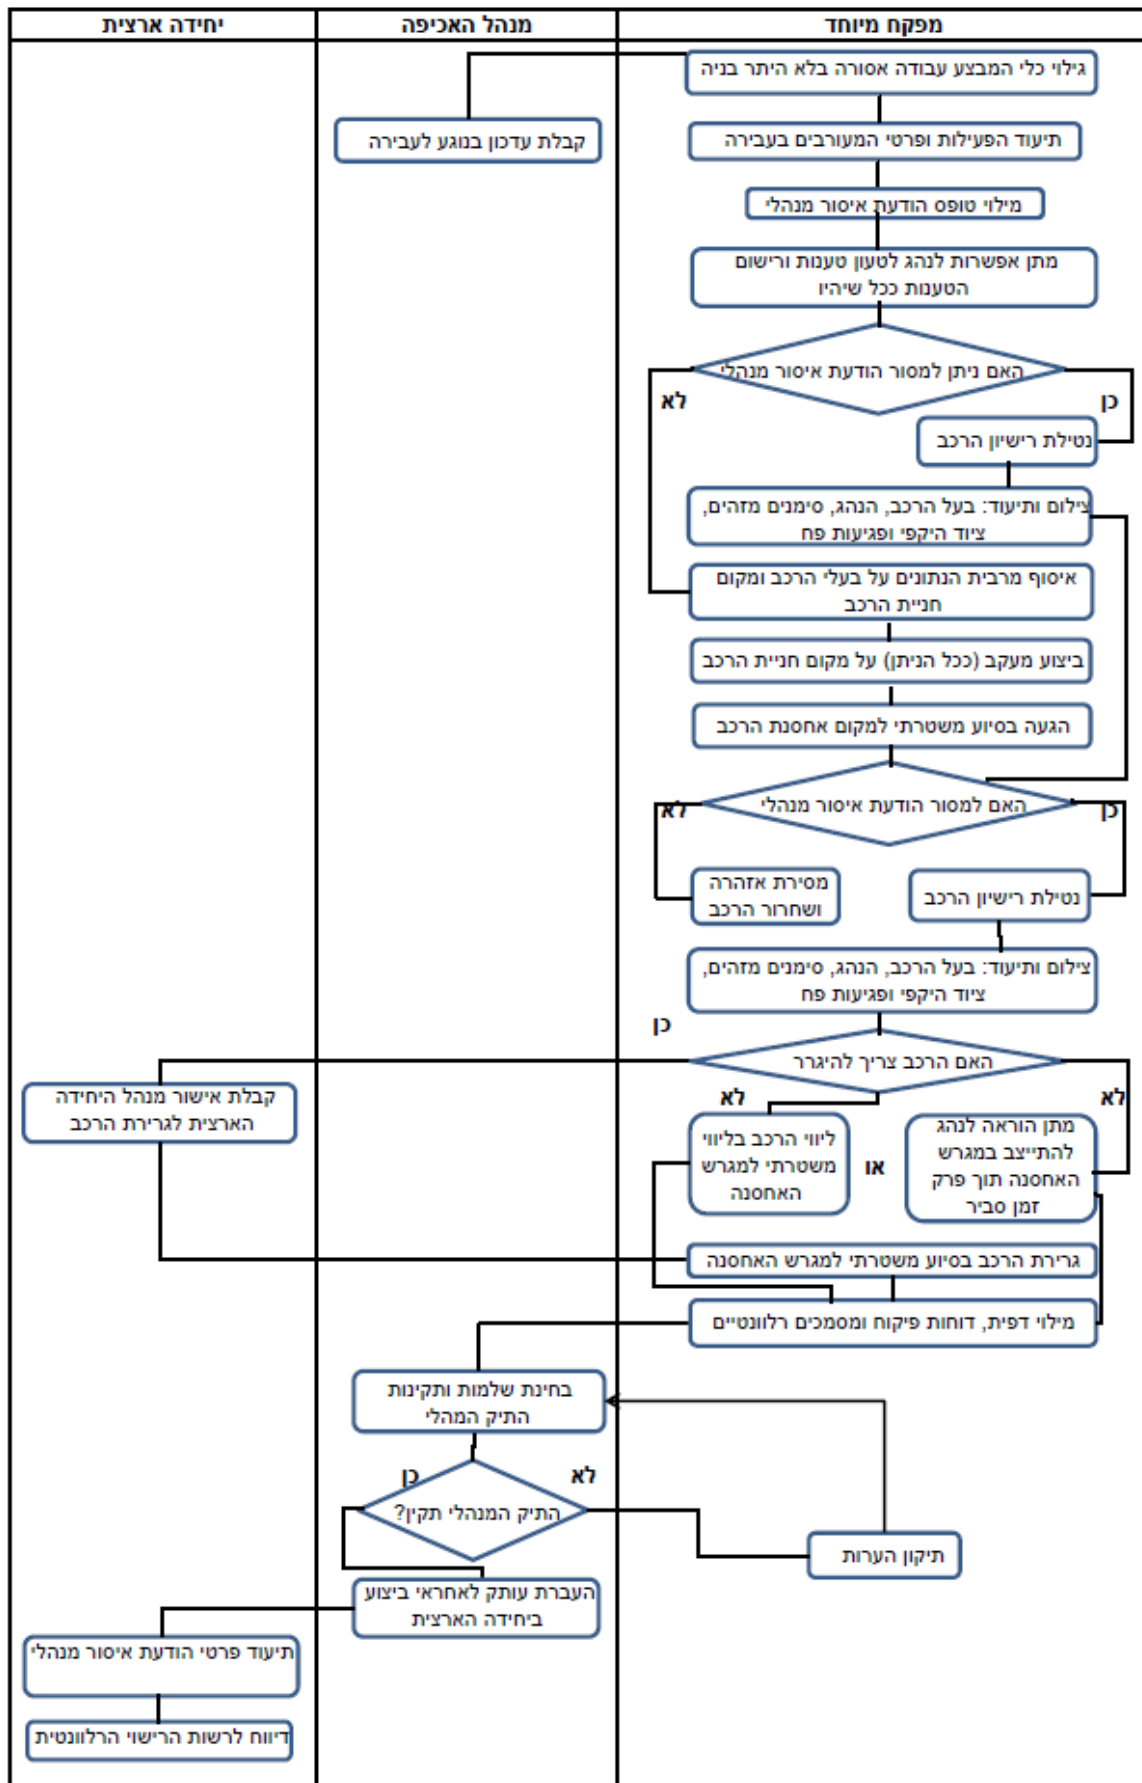 מפקח מיוחד
מנהל האכיפה
יחידה ארצית
גילוי כלי המבצע עבודה אסורה בלא היתר בניה
קבלת עדכון בנוגע לעבירה
תיעוד הפעילות ופרטי המעורבים בעבירה
מילוי טופס הודעת איסור מנהלי
מתן אפשרות לנהג לטעון טענות ורישום
הטענות ככל שיהיו
האם ניתן למסור הודעת איסור מנהלי
כן
לא
נטילת רישיון הרכב
צילום ותיעוד: בעל הרכב, הנהג, סימנים מזהים,
ציוד היקפי ופגיעות פח
איסוף מרבית הנתונים על בעלי הרכב ומקום
חניית הרכב
ביצוע מעקב (ככל הניתן) על מקום חניית הרכב
הגעה בסיוע משטרתי למקום אחסנת הרכב
האם למסור הודעת איסור מנהלי
כן
לא
נטילת רישיון הרכב
מסירת אזהרה
ושחרור הרכב
צילום ותיעוד: בעל הרכב, הנהג, סימנים מזהים,
ציוד היקפי ופגיעות פח
כן
האם הרכב צריך להיגרר
לא
לא
קבלת אישור מנהל היחידה
הארצית לגרירת הרכב
מתן הוראה לנהג
להתייצב במגרש
האחסנה תוך פרק
זמן סביר
או
ליווי הרכב בליווי
משטרתי למגרש
האחסנה
גרירת הרכב בסיוע משטרתי למגרש האחסנה
מילוי דפית, דוחות פיקוח ומסמכים רלוונטיים
בחינת שלמות ותקינות
התיק המהלי
לא
כן
התיק המנהלי תקין?
תיקון הערות
העברת עותק לאחראי ביצוע
ביחידה הארצית
תיעוד פרטי הודעת איסור מנהלי
דיווח לרשות הרישוי הרלוונטית